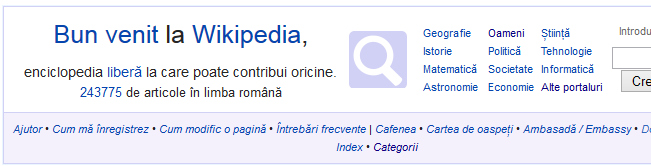 Bun venit la Wikipedia,
enciclopedia liberă la care poate contribui oricine.
243775 de articole în limba română
Geografie Oameni Știință
Istorie Politică Tehnologie
Matematică Societate Informatică
Astronomie Economie Alte portaluri
Ajutor • Cum mă înregistrez • Cum modific o pagină • Întrebări frecvente | Cafenea • Cartea de oaspeți • Ambasadă / Embassy •
Index • Categorii